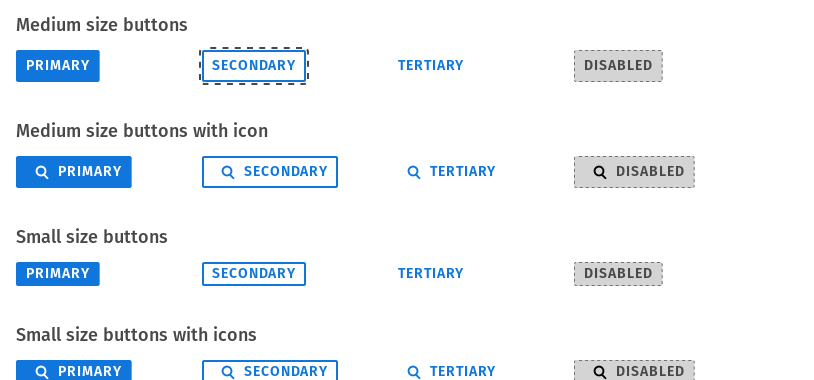 Medium size buttons
PRIMARY SECONDARY TERTIARY DISABLED
Medium size buttons with icon
PRIMARY SECONDARY TERTIARY DISABLED
Small size buttons
PRIMARY SECONDARY TERTIARY DISABLED
Small size buttons with icons
PRIMARY SECONDARY TERTIARY DISABLED